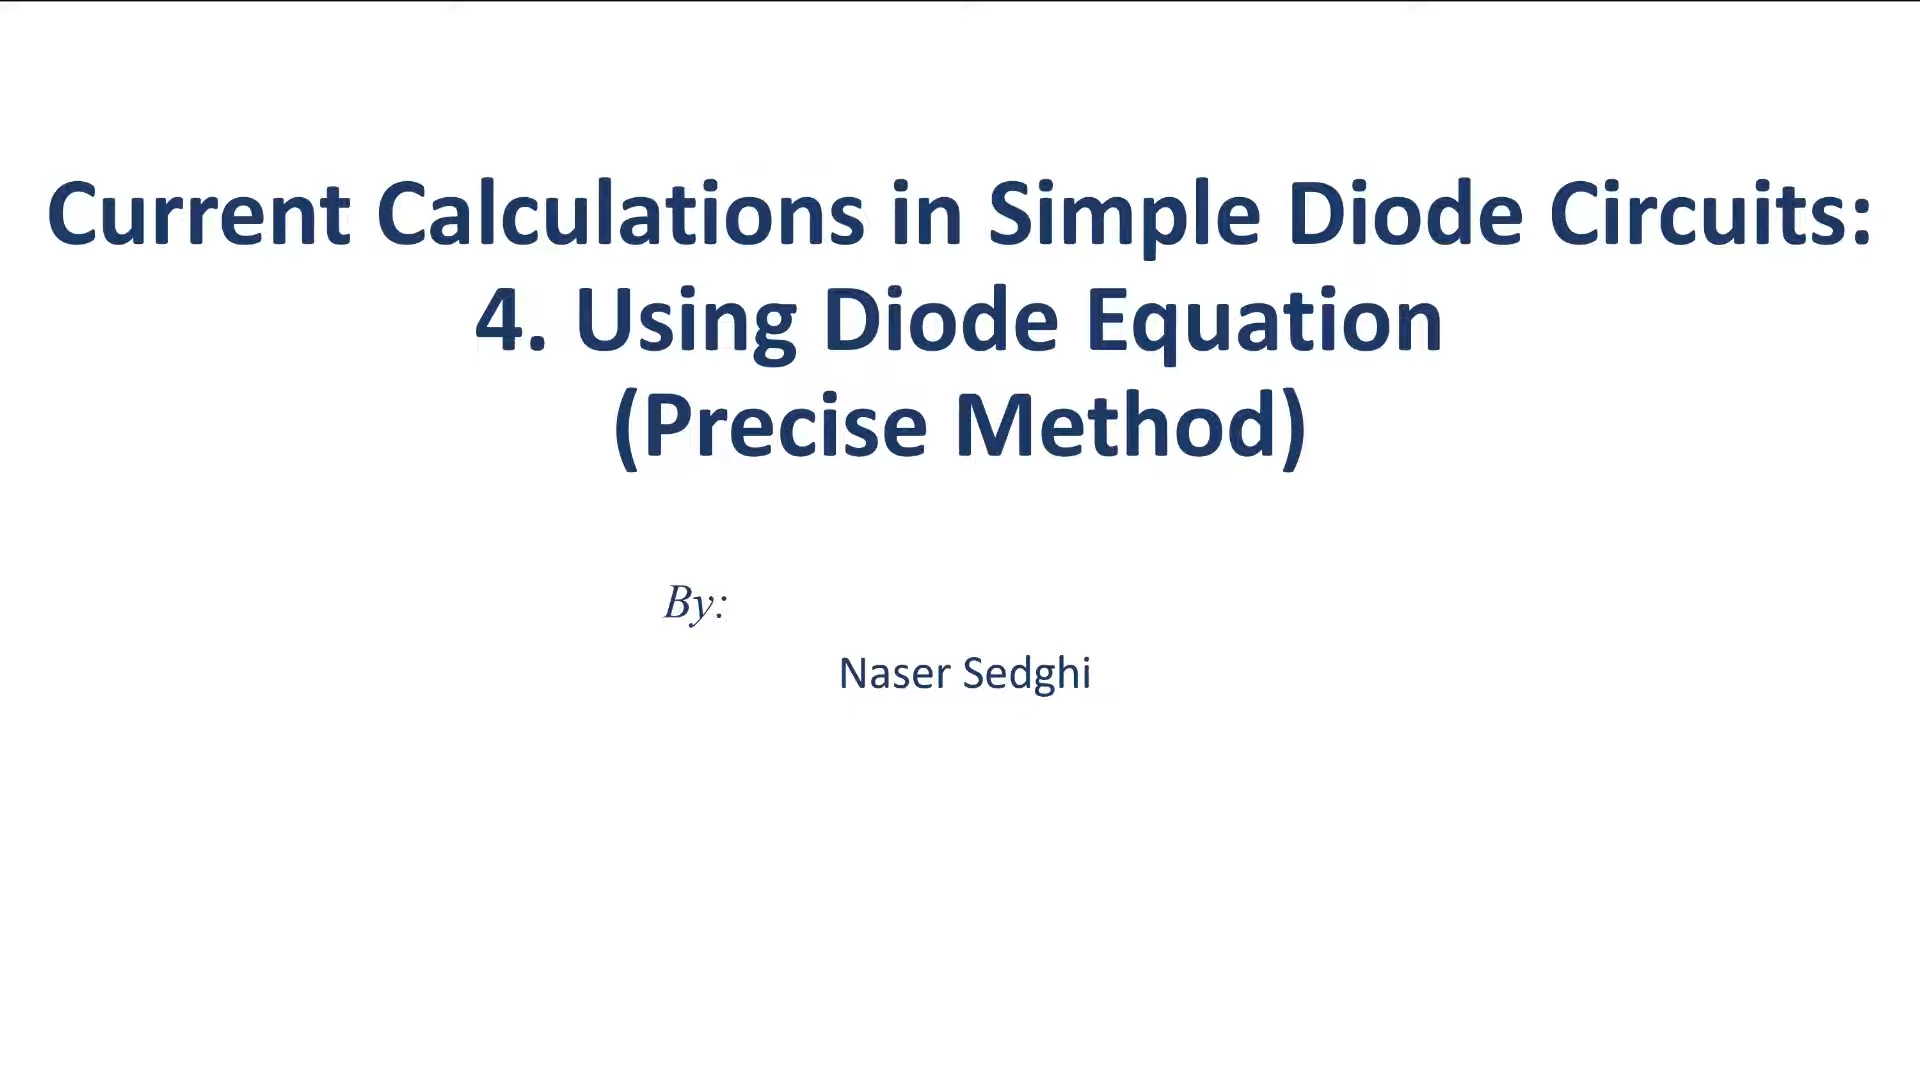 Current Calculations in Simple Diode Circuits:
4. Using Diode Equation
(Precise Method)
By:
Naser Sedghi